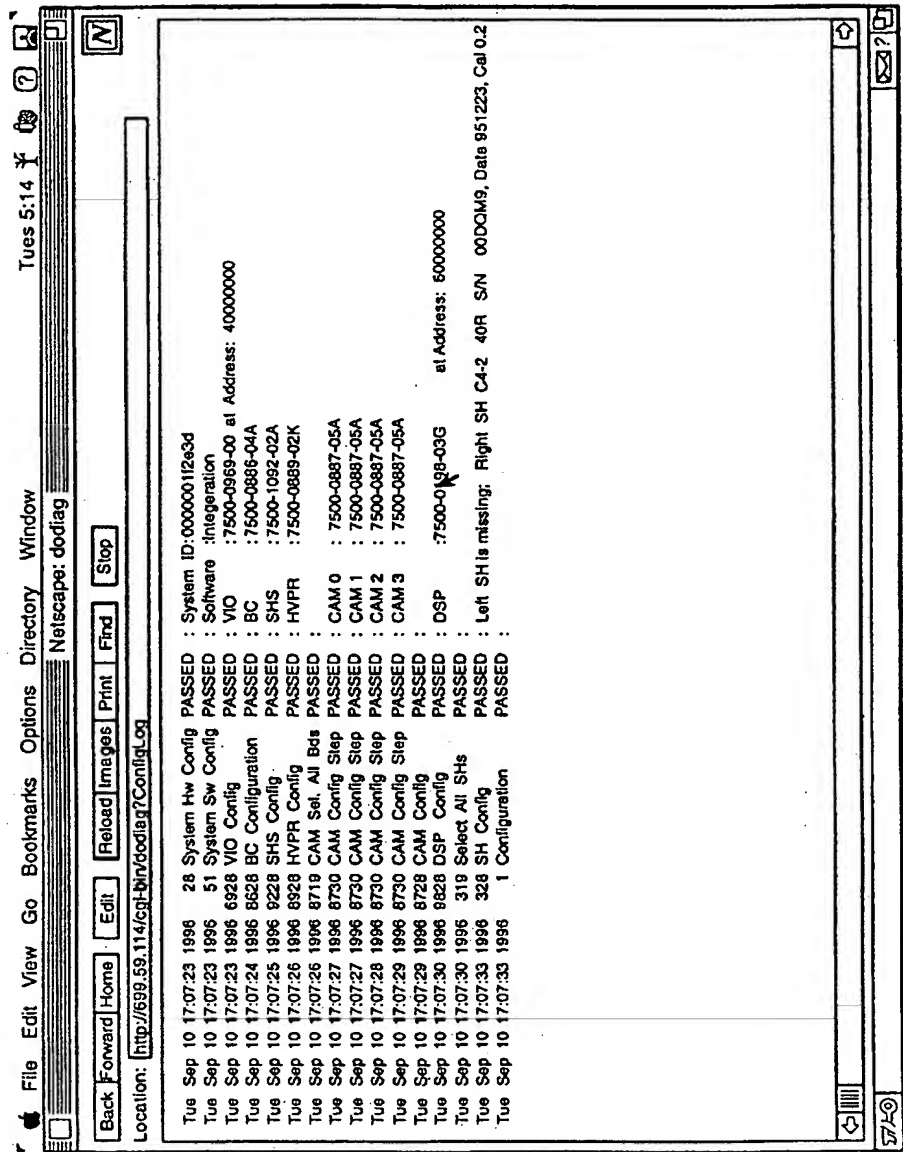 File Edit View Go Bookmarks Options Directory Window Tues 5:14 ?
Netscape: dodiag
Back Forward Home Edit Reload Images Print Find Stop N
Location: http://699.59.114/cgi-bin/dodiag?ConfigLog
Tue Sep 10 17:07:23 1996 28 System Hw Config PASSED : System ID:0000001f2e3d
Tue Sep 10 17:07:23 1996 51 System Sw Config PASSED : Software :Integeration
Tue Sep 10 17:07:23 1996 6928 VIO Config PASSED : VIO :7500-0969-00 at Address: 40000000
Tue Sep 10 17:07:24 1996 8628 BC Configuration PASSED : BC :7500-0886-04A
Tue Sep 10 17:07:25 1996 9228 SHS Config PASSED : SHS :7500-1092-02A
Tue Sep 10 17:07:26 1996 8928 HVPR Config PASSED : HVPR :7500-0889-02K
Tue Sep 10 17:07:26 1996 8719 CAM Sel. All Bds PASSED :
Tue Sep 10 17:07:27 1996 8730 CAM Config Step PASSED : CAM 0 : 7500-0887-05A
Tue Sep 10 17:07:27 1996 8730 CAM Config Step PASSED : CAM 1 : 7500-0887-05A
Tue Sep 10 17:07:28 1996 8730 CAM Config Step PASSED : CAM 2 : 7500-0887-05A
Tue Sep 10 17:07:29 1996 8730 CAM Config Step PASSED : CAM 3 : 7500-0887-05A
Tue Sep 10 17:07:29 1996 8728 CAM Config PASSED :
Tue Sep 10 17:07:30 1996 9828 DSP Config PASSED : DSP at Address: 60000000
Tue Sep 10 17:07:30 1996 319 Select All SHs PASSED :
Tue Sep 10 17:07:33 1996 328 SH Config PASSED : Left SH is missing; Right SH C4-2 40R S/N 00DQM9, Date 951223, Cal 0.2
Tue Sep 10 17:07:33 1996 1 Configuration PASSED :
?